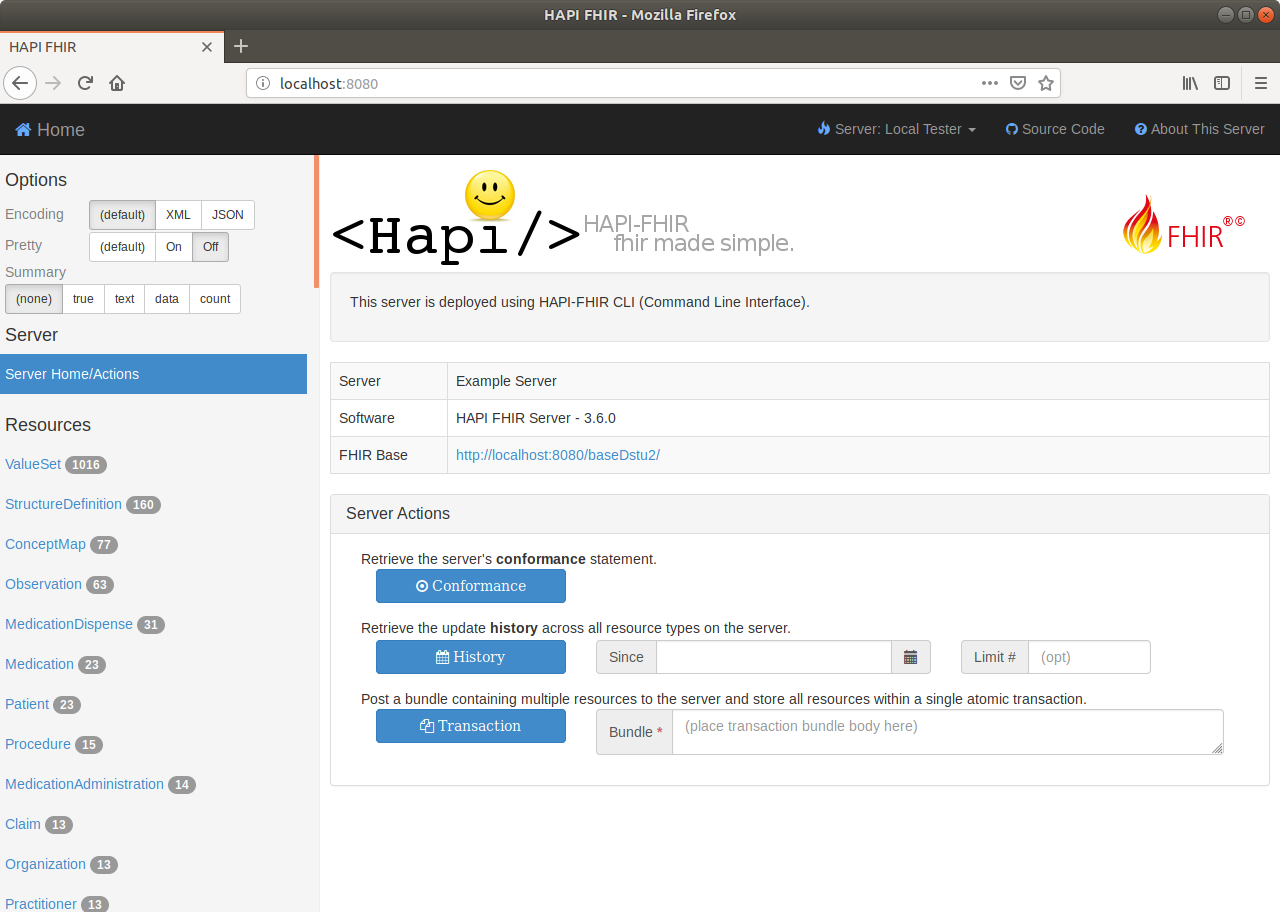 HAPI FHIR - Mozilla Firefox
HAPI FHIR
localhost:8080
Home
Server: Local Tester
Source Code
About This Server
Options
Encoding (default) XML JSON
Pretty (default) On Off
Summary
(none) true text data count
Server
Server Home/Actions
Resources
ValueSet 1016
StructureDefinition 160
ConceptMap 77
Observation 63
MedicationDispense 31
Medication 23
Patient 23
Procedure 15
MedicationAdministration 14
Claim 13
Organization 13
Practitioner 13
<Hapi/>
HAPI-FHIR
fhir made simple.
FHIR®©
This server is deployed using HAPI-FHIR CLI (Command Line Interface).
Server Example Server
Software HAPI FHIR Server - 3.6.0
FHIR Base http://localhost:8080/baseDstu2/
Server Actions
Retrieve the server's conformance statement.
Conformance
Retrieve the update history across all resource types on the server.
History Since Limit # (opt)
Post a bundle containing multiple resources to the server and store all resources within a single atomic transaction.
Transaction Bundle * (place transaction bundle body here)